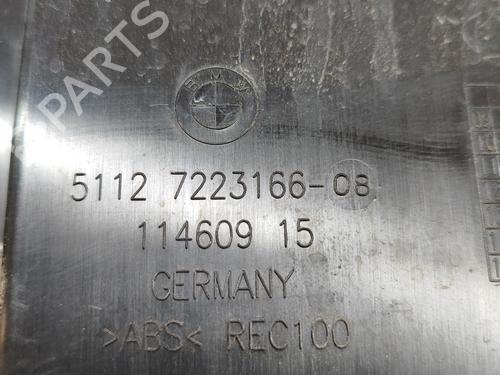 B PARTS
BMW
5112 7223166-08
114609 15
GERMANY
>ABS< REC100